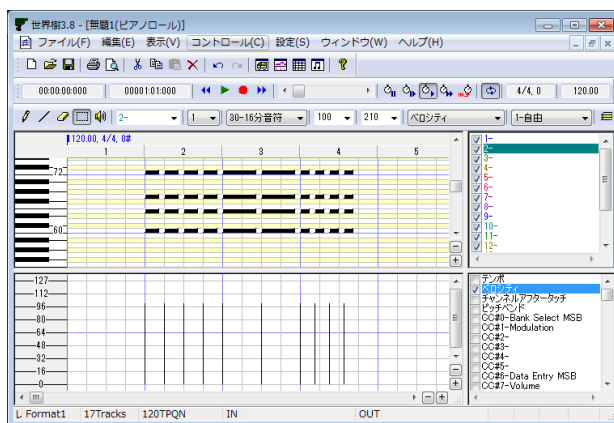 世界樹3.8 - [無題1(ピアノロール)]
ファイル(F) 編集(E) 表示(V) コントロール(C) 設定(S) ウィンドウ(W) ヘルプ(H)
00:00:00:000 00001:01:000 4/4, 0 120.00
2- 1 30-16分音符 100 210 ベロシティ 1-自由
120.00, 4/4, 0#
1 2 3 4 5
72
60
1-
2-
3-
4-
5-
6-
7-
8-
9-
10-
11-
12-
127
112
96
80
64
48
32
16
0
テンポ
ベロシティ
チャンネルアフタータッチ
ピッチベンド
CC#0-Bank Select MSB
CC#1-Modulation
CC#2-
CC#3-
CC#4-
CC#5-
CC#6-Data Entry MSB
CC#7-Volume
Format1 17Tracks 120TPQN IN OUT